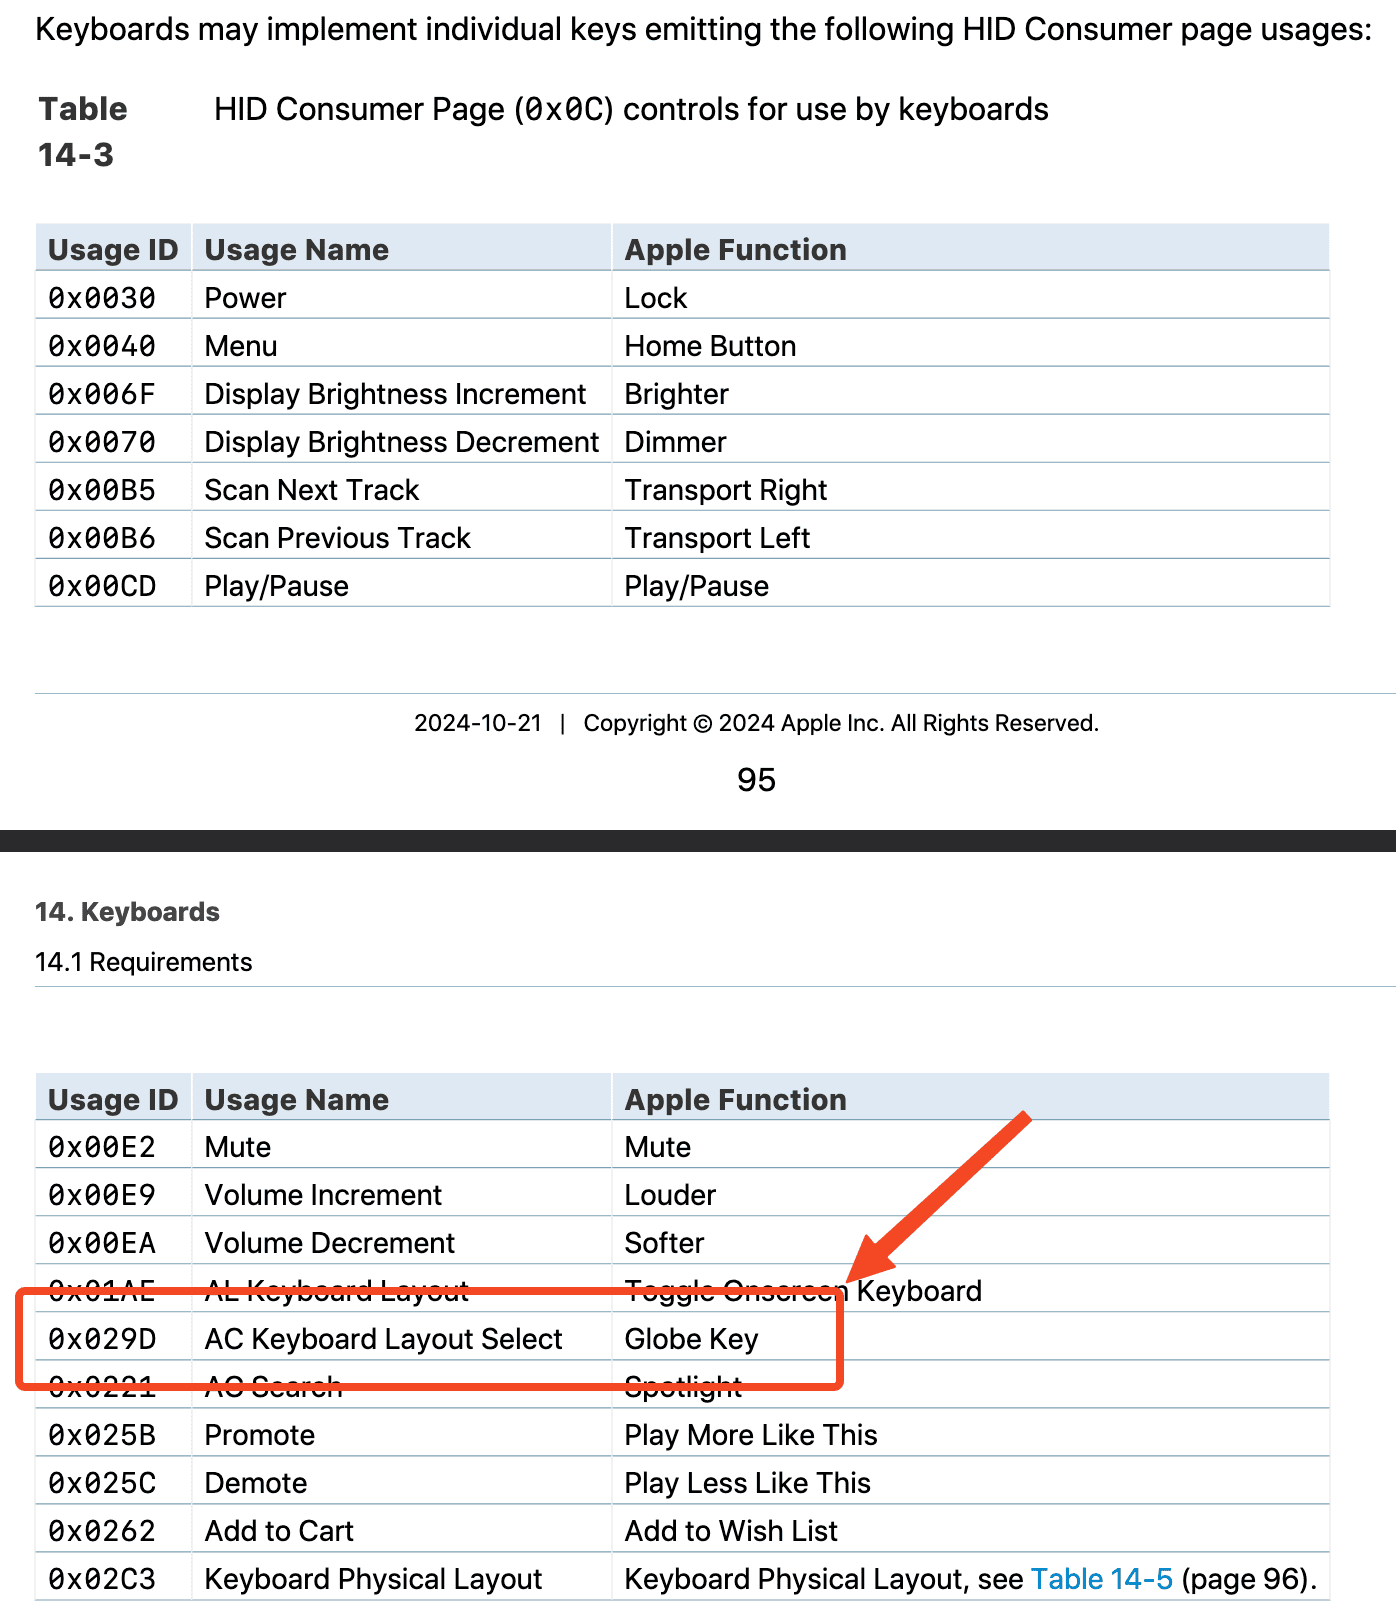 Keyboards may implement individual keys emitting the following HID Consumer page usages:
Table 14-3 HID Consumer Page (0x0C) controls for use by keyboards
Usage ID Usage Name Apple Function
0x0030 Power Lock
0x0040 Menu Home Button
0x006F Display Brightness Increment Brighter
0x0070 Display Brightness Decrement Dimmer
0x00B5 Scan Next Track Transport Right
0x00B6 Scan Previous Track Transport Left
0x00CD Play/Pause Play/Pause
2024-10-21 | Copyright © 2024 Apple Inc. All Rights Reserved.
95
14. Keyboards
14.1 Requirements
Usage ID Usage Name Apple Function
0x00E2 Mute Mute
0x00E9 Volume Increment Louder
0x00EA Volume Decrement Softer
0x01AE AL Keyboard Layout Toggle Onscreen Keyboard
0x029D AC Keyboard Layout Select Globe Key
0x0221 AC Search Spotlight
0x025B Promote Play More Like This
0x025C Demote Play Less Like This
0x0262 Add to Cart Add to Wish List
0x02C3 Keyboard Physical Layout Keyboard Physical Layout, see Table 14-5 (page 96).